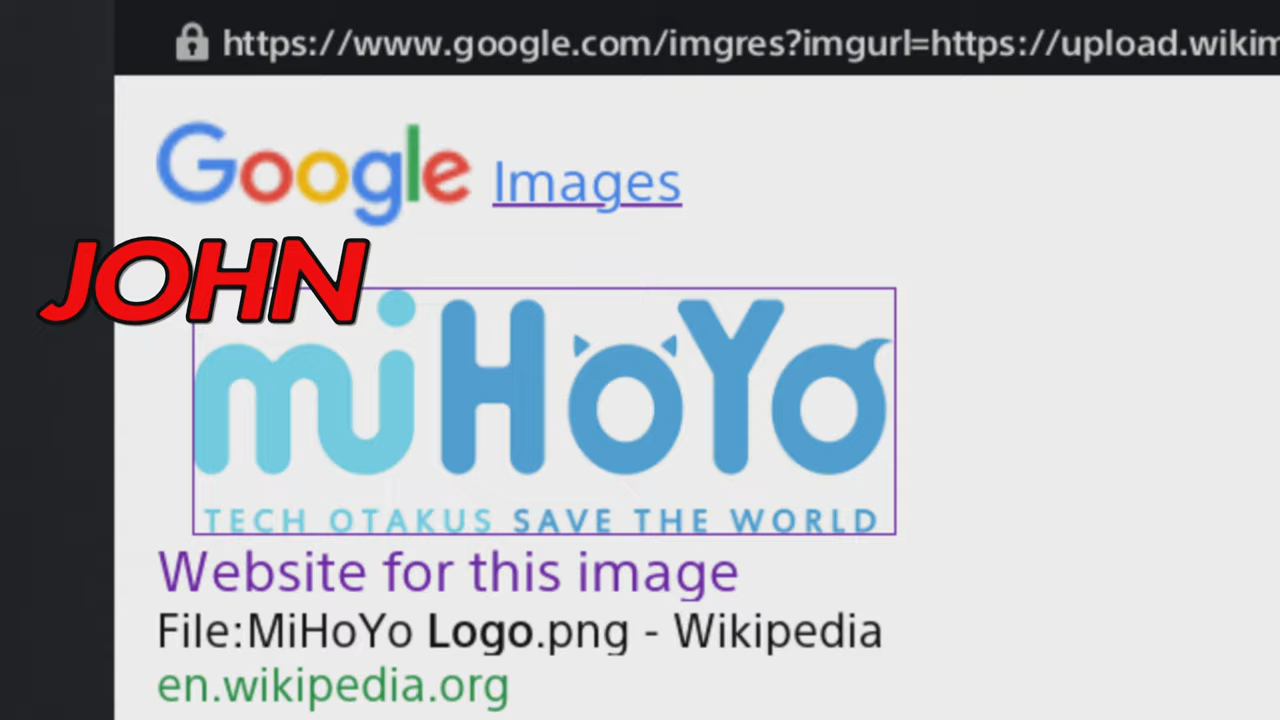 https://www.google.com/imgres?imgurl=https://upload.wikim
Google Images
JOHN
miHoYo
TECH OTAKUS SAVE THE WORLD
Website for this image
File:MiHoYo Logo.png - Wikipedia
en.wikipedia.org